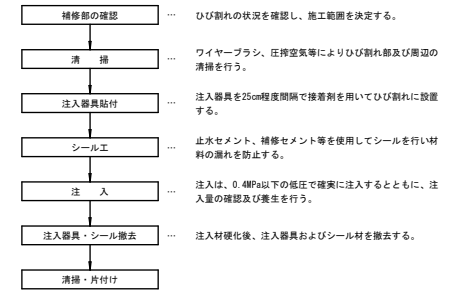 補修部の確認 … ひび割れの状況を確認し、施工範囲を決定する。
清　掃 … ワイヤーブラシ、圧搾空気等によりひび割れ部及び周辺の
清掃を行う。
注入器具貼付 … 注入器具を25cm程度間隔で接着剤を用いてひび割れに設置
する。
シール工 … 止水セメント、補修セメント等を使用してシールを行い材
料の漏れを防止する。
注　入 … 注入は、0.4MPa以下の低圧で確実に注入するとともに、注
入量の確認及び養生を行う。
注入器具・シール撤去 … 注入材硬化後、注入器具およびシール材を撤去する。
清掃・片付け